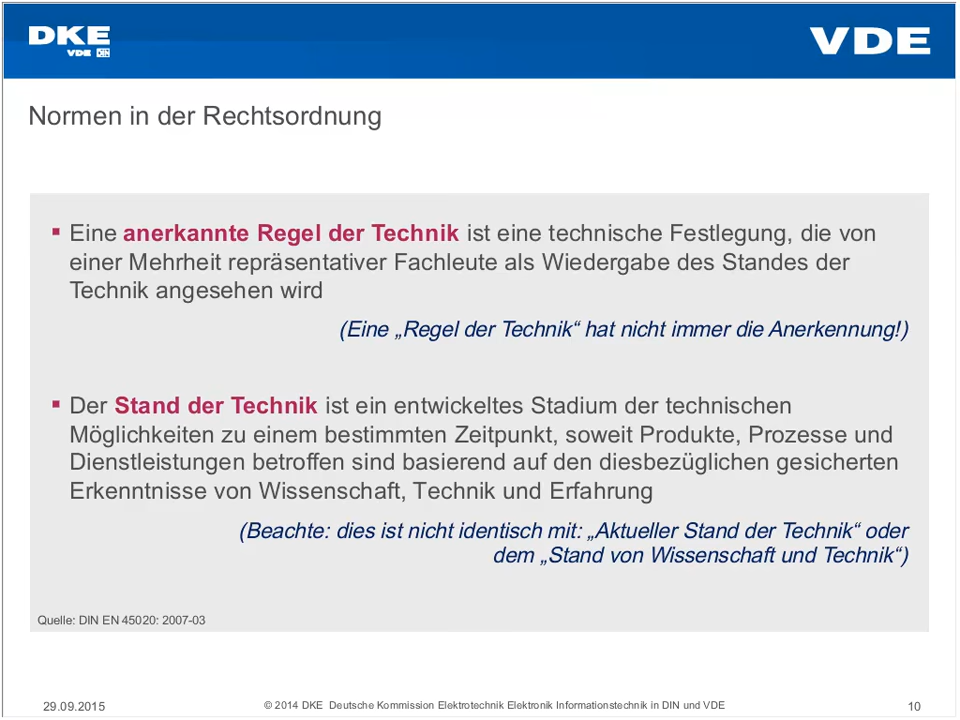 DKE
VDE DIN
VDE
Normen in der Rechtsordnung
▪ Eine anerkannte Regel der Technik ist eine technische Festlegung, die von
einer Mehrheit repräsentativer Fachleute als Wiedergabe des Standes der
Technik angesehen wird
(Eine „Regel der Technik“ hat nicht immer die Anerkennung!)
▪ Der Stand der Technik ist ein entwickeltes Stadium der technischen
Möglichkeiten zu einem bestimmten Zeitpunkt, soweit Produkte, Prozesse und
Dienstleistungen betroffen sind basierend auf den diesbezüglichen gesicherten
Erkenntnisse von Wissenschaft, Technik und Erfahrung
(Beachte: dies ist nicht identisch mit: „Aktueller Stand der Technik“ oder
dem „Stand von Wissenschaft und Technik“)
Quelle: DIN EN 45020: 2007-03
29.09.2015
© 2014 DKE Deutsche Kommission Elektrotechnik Elektronik Informationstechnik in DIN und VDE
10